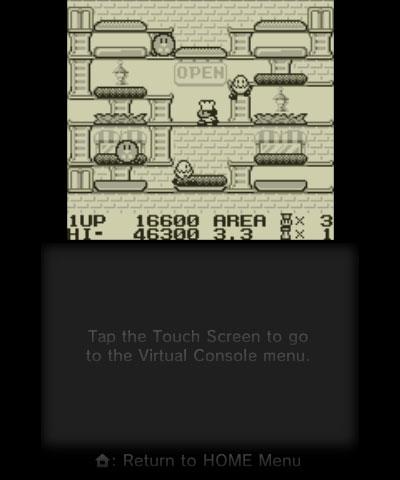 OPEN
1UP 16600 AREA × 3
HI- 46300 3.3 × 1
Tap the Touch Screen to go
to the Virtual Console menu.
: Return to HOME Menu